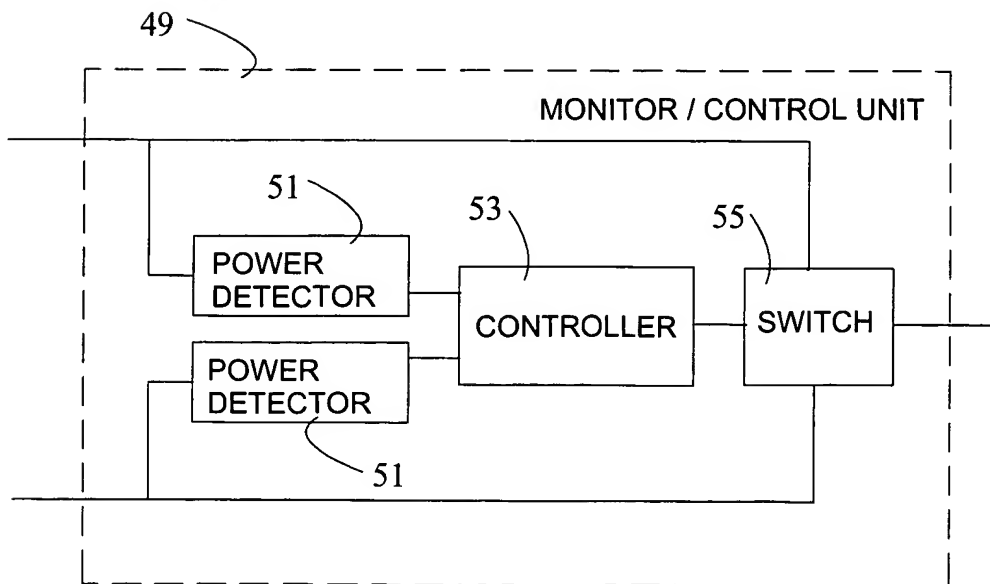 49
MONITOR / CONTROL UNIT
51
53
55
POWER
DETECTOR
CONTROLLER
SWITCH
POWER
DETECTOR
51